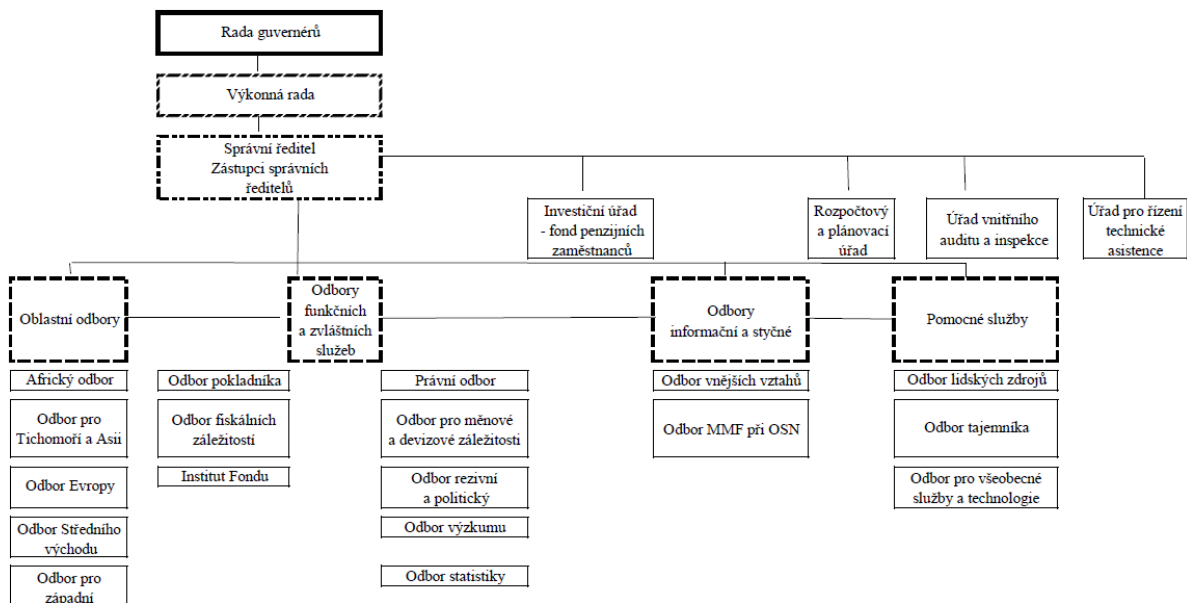 Rada guvernérů
Výkonná rada
Správní ředitel
Zástupci správních
ředitelů
Investiční úřad
- fond penzijních
zaměstnanců
Rozpočtový
a plánovací
úřad
Úřad vnitřního
auditu a inspekce
Úřad pro řízení
technické
asistence
Oblastní odbory
Odbory
funkčních
a zvláštních
služeb
Odbory
informační a styčné
Pomocné služby
Africký odbor
Odbor pro
Tichomoří a Asii
Odbor Evropy
Odbor Středního
východu
Odbor pro
západní
Odbor pokladníka
Odbor fiskálních
záležitostí
Institut Fondu
Právní odbor
Odbor pro měnové
a devizové záležitosti
Odbor rezivní
a politický
Odbor výzkumu
Odbor statistiky
Odbor vnějších vztahů
Odbor MMF při OSN
Odbor lidských zdrojů
Odbor tajemníka
Odbor pro všeobecné
služby a technologie